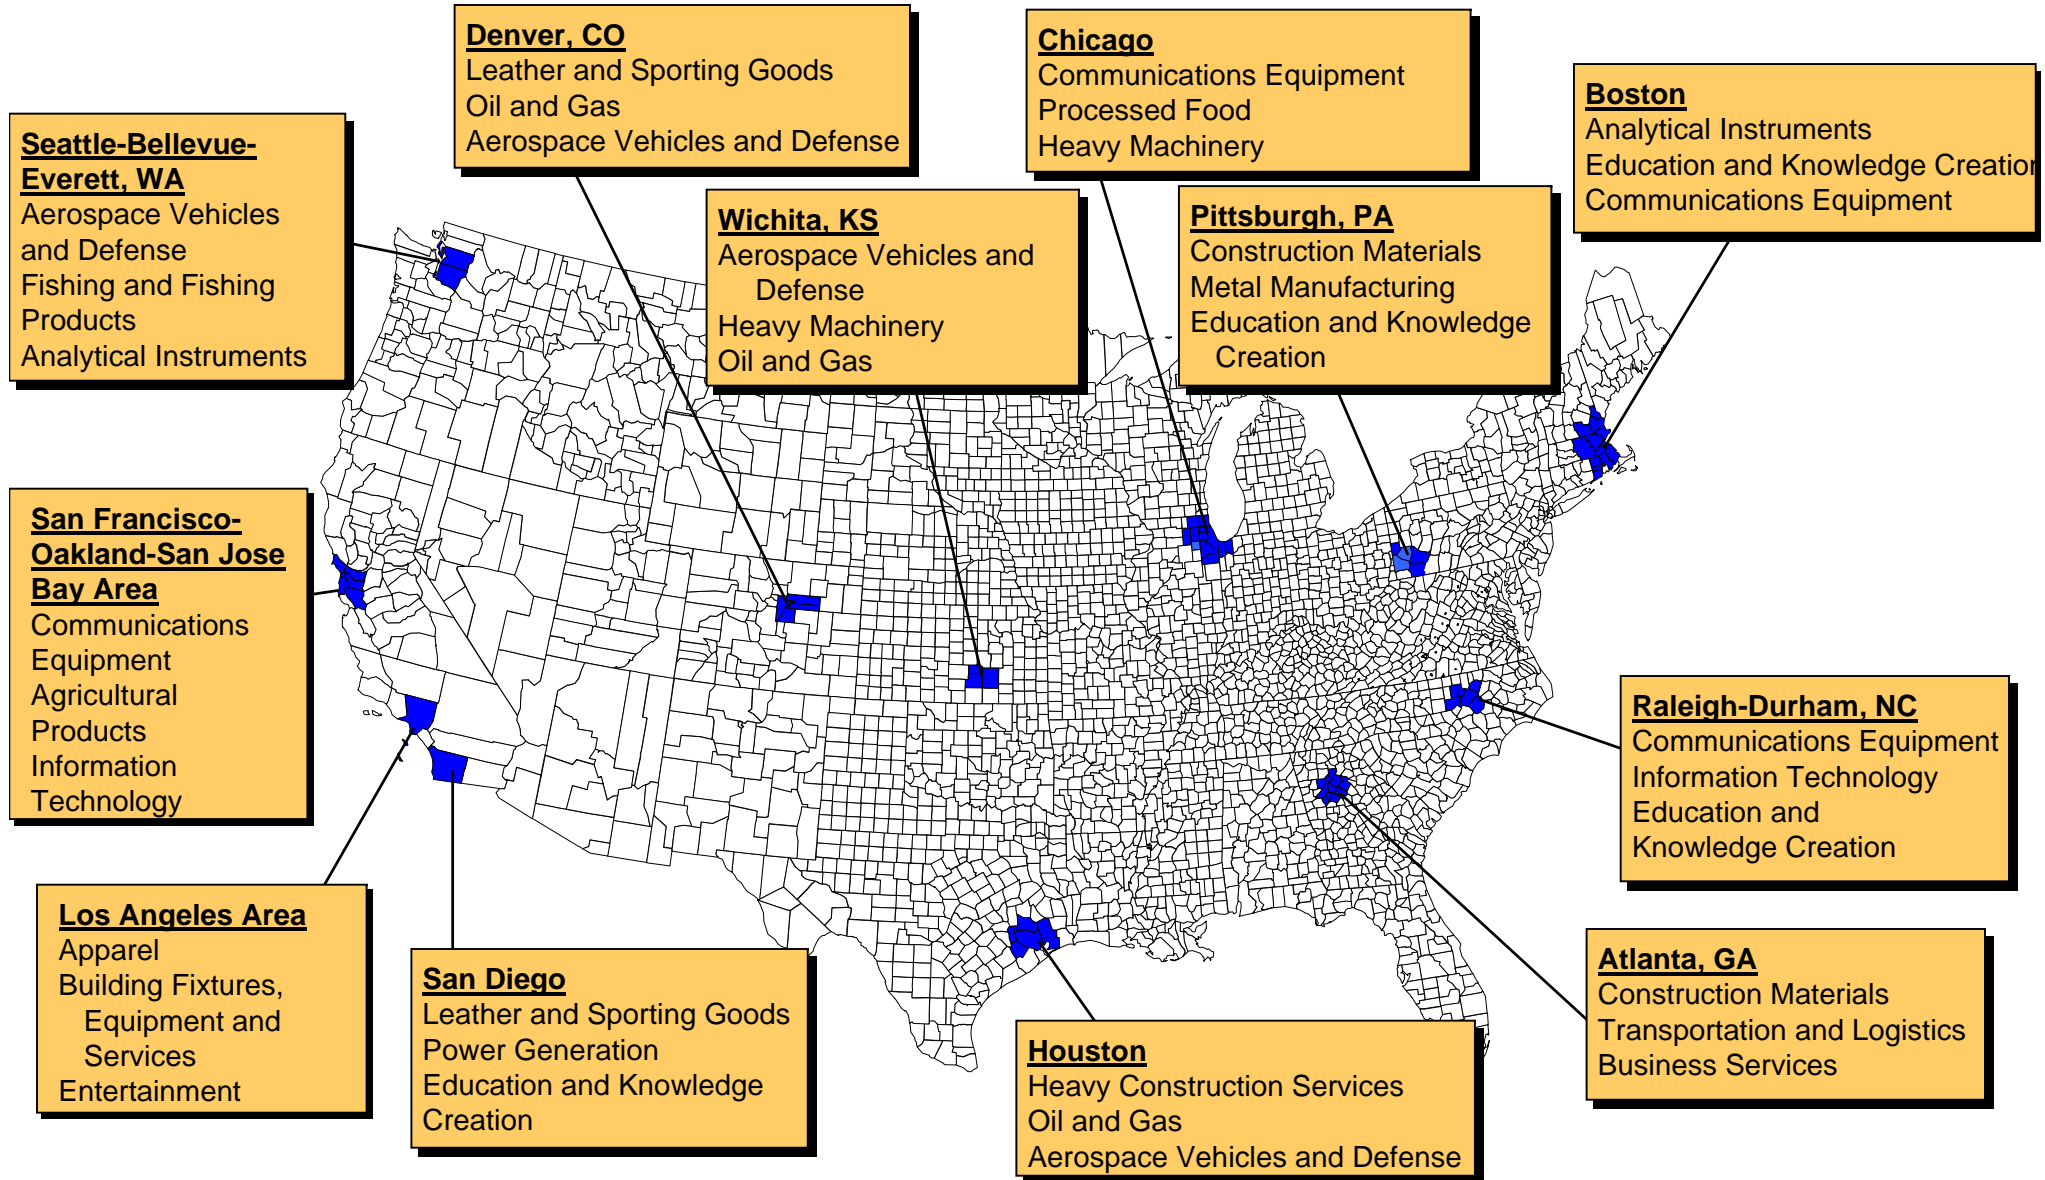 Denver, CO
Leather and Sporting Goods
Oil and Gas
Aerospace Vehicles and Defense
Chicago
Communications Equipment
Processed Food
Heavy Machinery
Boston
Analytical Instruments
Education and Knowledge Creation
Communications Equipment
Seattle-Bellevue-
Everett, WA
Aerospace Vehicles
and Defense
Fishing and Fishing
Products
Analytical Instruments
Wichita, KS
Aerospace Vehicles and
Defense
Heavy Machinery
Oil and Gas
Pittsburgh, PA
Construction Materials
Metal Manufacturing
Education and Knowledge
Creation
San Francisco-
Oakland-San Jose
Bay Area
Communications
Equipment
Agricultural
Products
Information
Technology
Raleigh-Durham, NC
Communications Equipment
Information Technology
Education and
Knowledge Creation
Los Angeles Area
Apparel
Building Fixtures,
Equipment and
Services
Entertainment
San Diego
Leather and Sporting Goods
Power Generation
Education and Knowledge
Creation
Houston
Heavy Construction Services
Oil and Gas
Aerospace Vehicles and Defense
Atlanta, GA
Construction Materials
Transportation and Logistics
Business Services